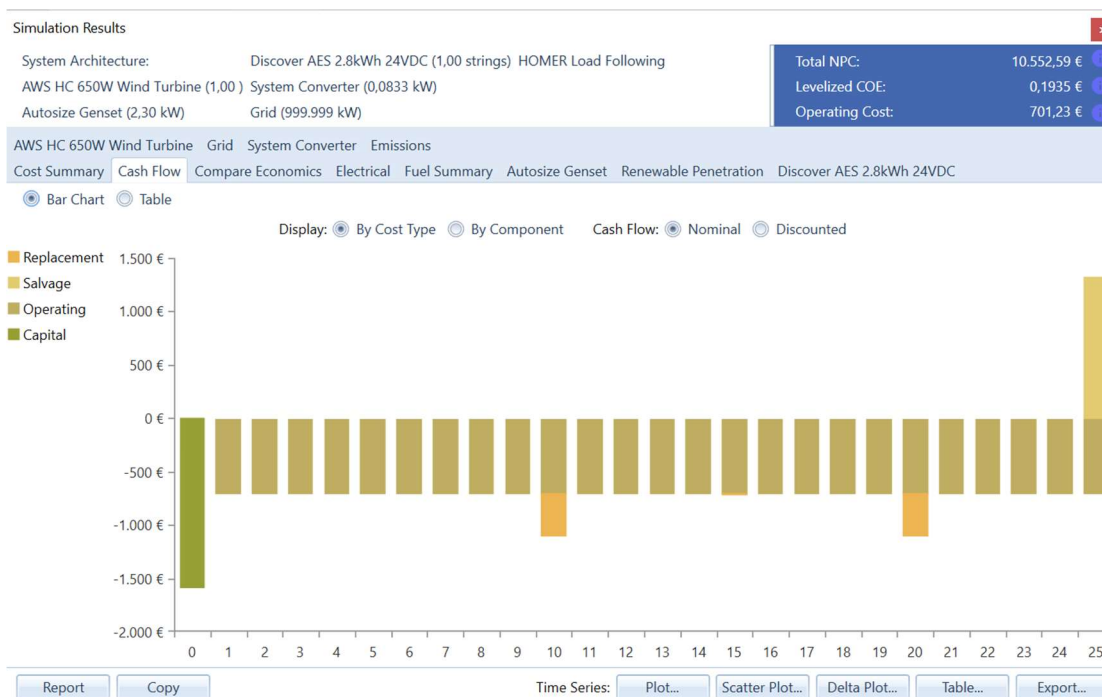 Simulation Results
System Architecture: Discover AES 2.8kWh 24VDC (1,00 strings) HOMER Load Following
AWS HC 650W Wind Turbine (1,00 ) System Converter (0,0833 kW)
Autosize Genset (2,30 kW) Grid (999.999 kW)
Total NPC: 10.552,59 €
Levelized COE: 0,1935 €
Operating Cost: 701,23 €
AWS HC 650W Wind Turbine Grid System Converter Emissions
Cost Summary Cash Flow Compare Economics Electrical Fuel Summary Autosize Genset Renewable Penetration Discover AES 2.8kWh 24VDC
Bar Chart Table
Display: By Cost Type By Component Cash Flow: Nominal Discounted
Replacement
Salvage
Operating
Capital
1.500 €
1.000 €
500 €
0 €
-500 €
-1.000 €
-1.500 €
-2.000 €
0 1 2 3 4 5 6 7 8 9 10 11 12 13 14 15 16 17 18 19 20 21 22 23 24 25
Report Copy Time Series: Plot... Scatter Plot... Delta Plot... Table... Export...